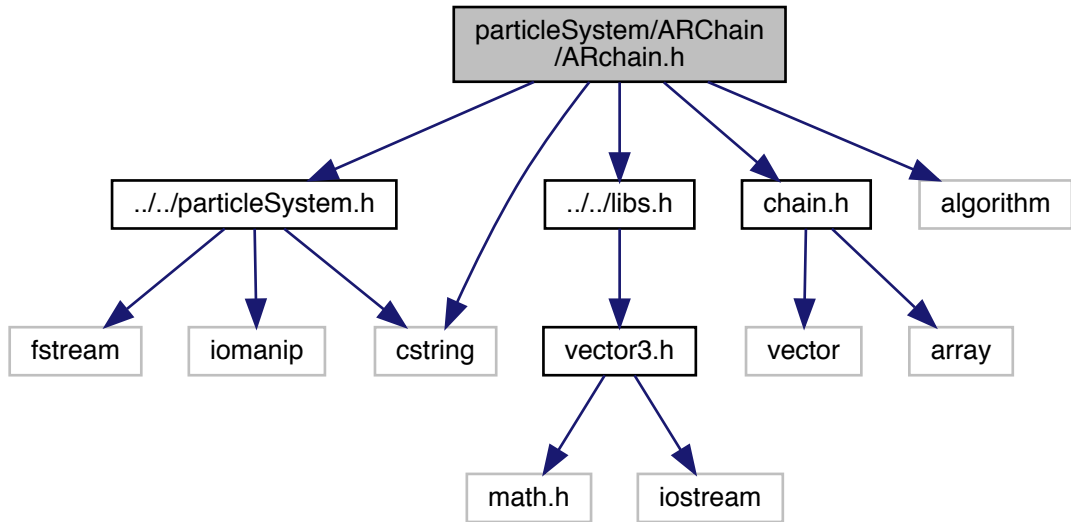 particleSystem/ARChain
/ARchain.h
../../particleSystem.h
../../libs.h
chain.h
algorithm
fstream
iomanip
cstring
vector3.h
vector
array
math.h
iostream